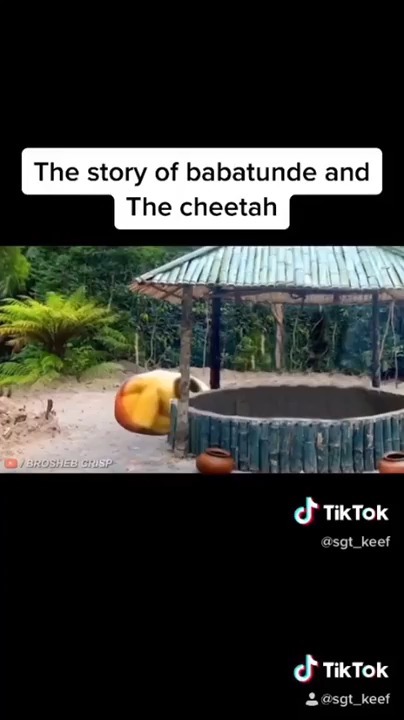 The story of babatunde and
The cheetah
/ BROSHEB CRISP
TikTok
@sgt_keef
TikTok
@sgt_keef